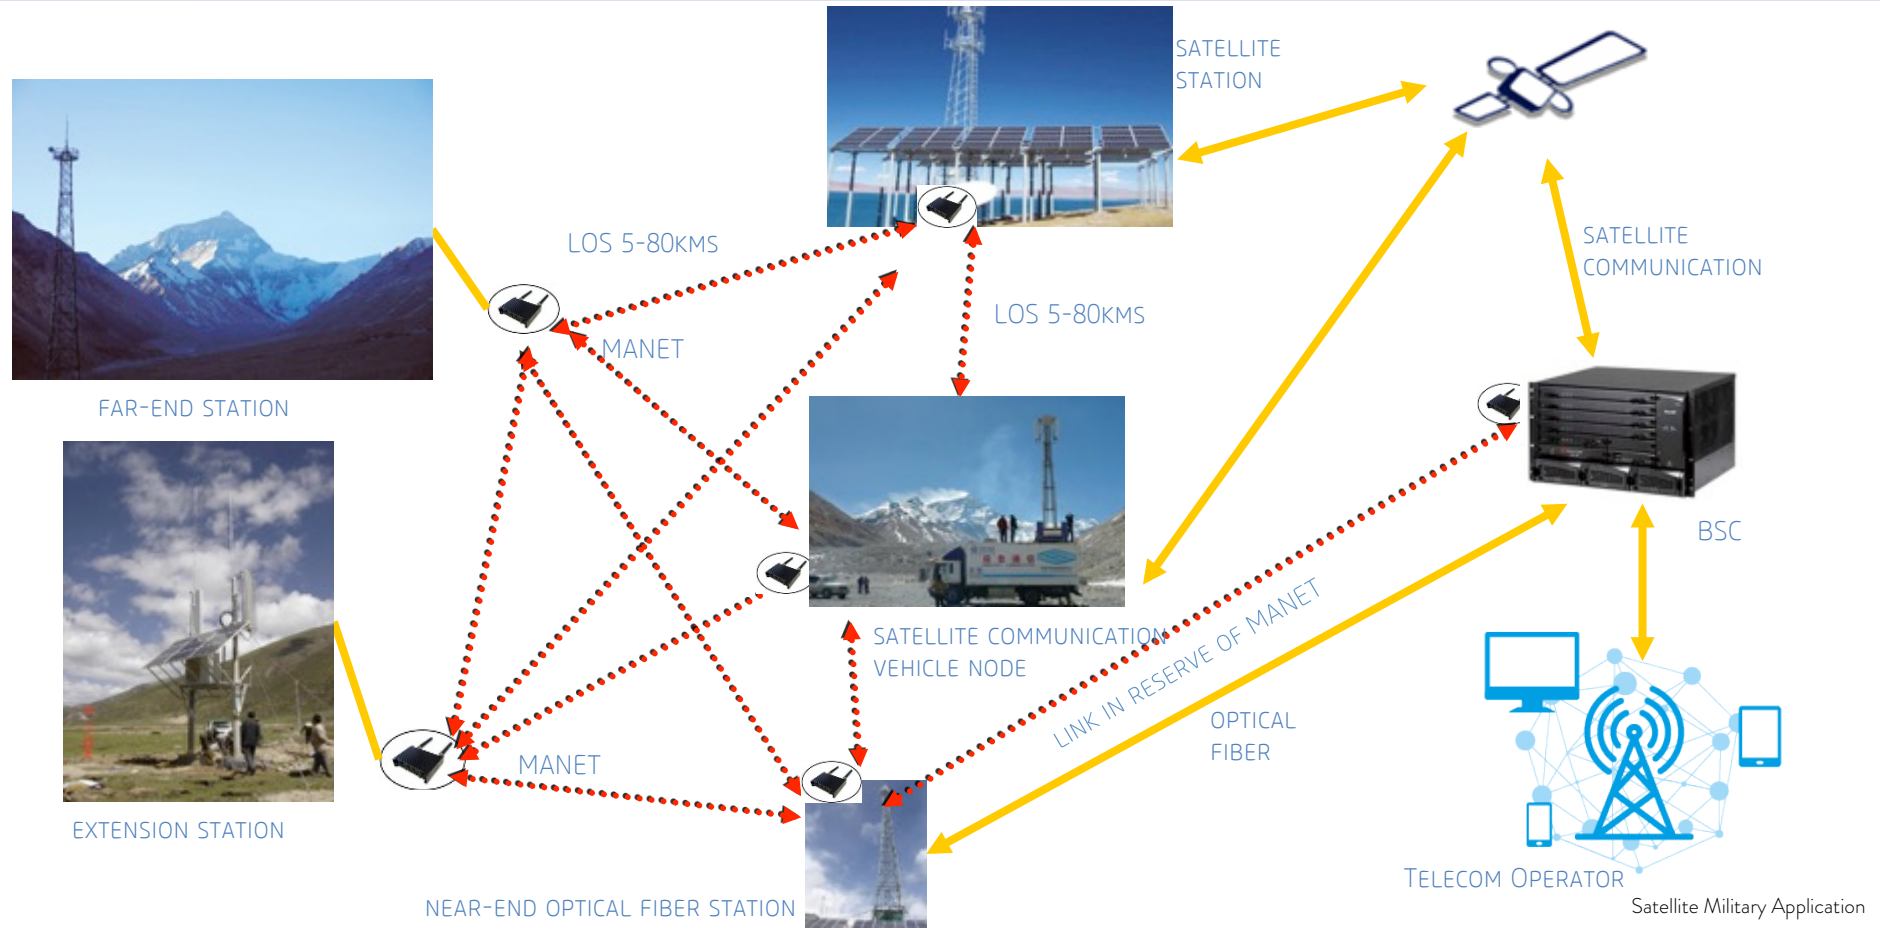 SATELLITE
STATION
LOS 5-80KMS
SATELLITE
COMMUNICATION
LOS 5-80KMS
MANET
FAR-END STATION
BSC
SATELLITE COMMUNICATION
VEHICLE NODE
LINK IN RESERVE OF MANET
OPTICAL
FIBER
MANET
EXTENSION STATION
TELECOM OPERATOR
NEAR-END OPTICAL FIBER STATION
Satellite Military Application